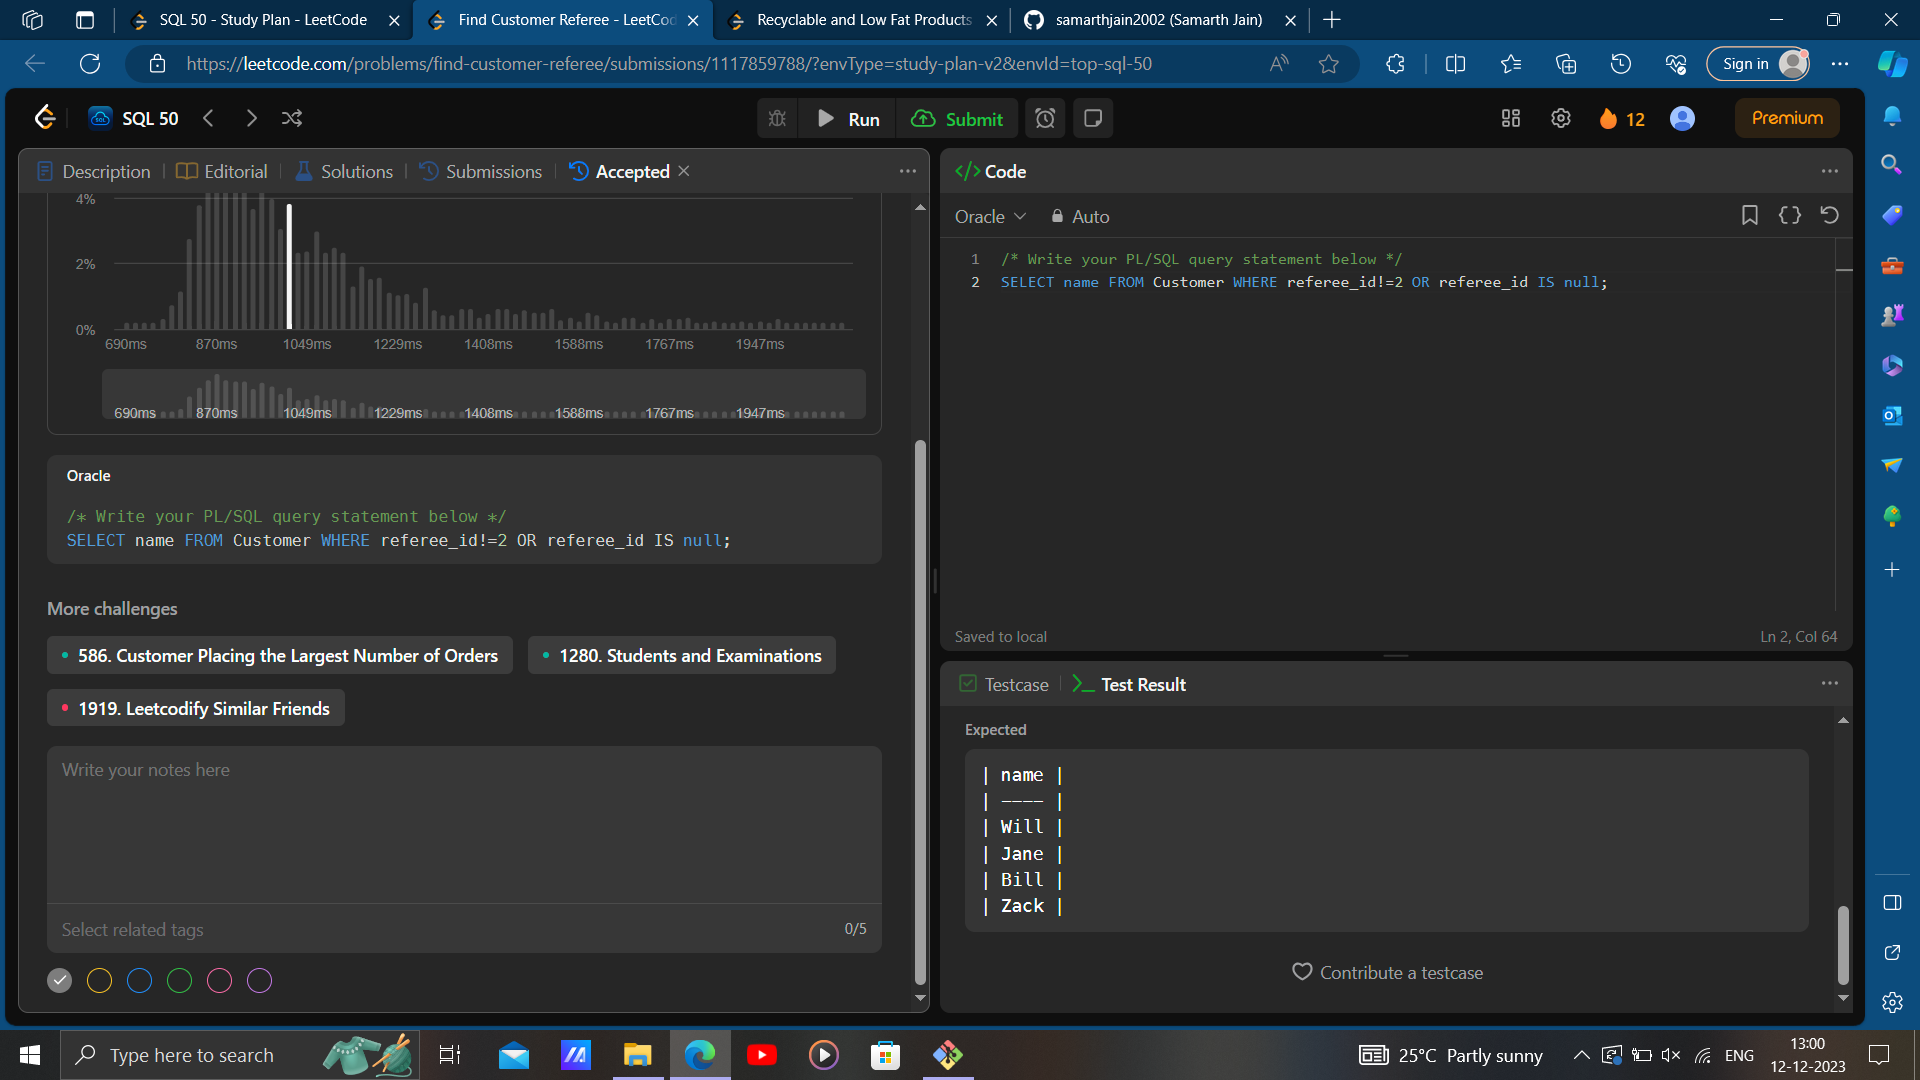 SQL 50 - Study Plan - LeetCode
Find Customer Referee - LeetCod
Recyclable and Low Fat Products
samarthjain2002 (Samarth Jain)
https://leetcode.com/problems/find-customer-referee/submissions/1117859788/?envType=study-plan-v2&envId=top-sql-50
Sign in
SQL 50
Run
Submit
12
Premium
Description
Editorial
Solutions
Submissions
Accepted
4%
2%
0%
690ms 870ms 1049ms 1229ms 1408ms 1588ms 1767ms 1947ms
690ms 870ms 1049ms 1229ms 1408ms 1588ms 1767ms 1947ms
Oracle
/* Write your PL/SQL query statement below */
SELECT name FROM Customer WHERE referee_id!=2 OR referee_id IS null;
More challenges
586. Customer Placing the Largest Number of Orders
1280. Students and Examinations
1919. Leetcodify Similar Friends
Write your notes here
Select related tags
0/5
</> Code
Oracle
Auto
1 /* Write your PL/SQL query statement below */
2 SELECT name FROM Customer WHERE referee_id!=2 OR referee_id IS null;
Saved to local
Ln 2, Col 64
Testcase
Test Result
Expected
| name |
| ---- |
| Will |
| Jane |
| Bill |
| Zack |
Contribute a testcase
Type here to search
25°C Partly sunny
ENG
13:00
12-12-2023